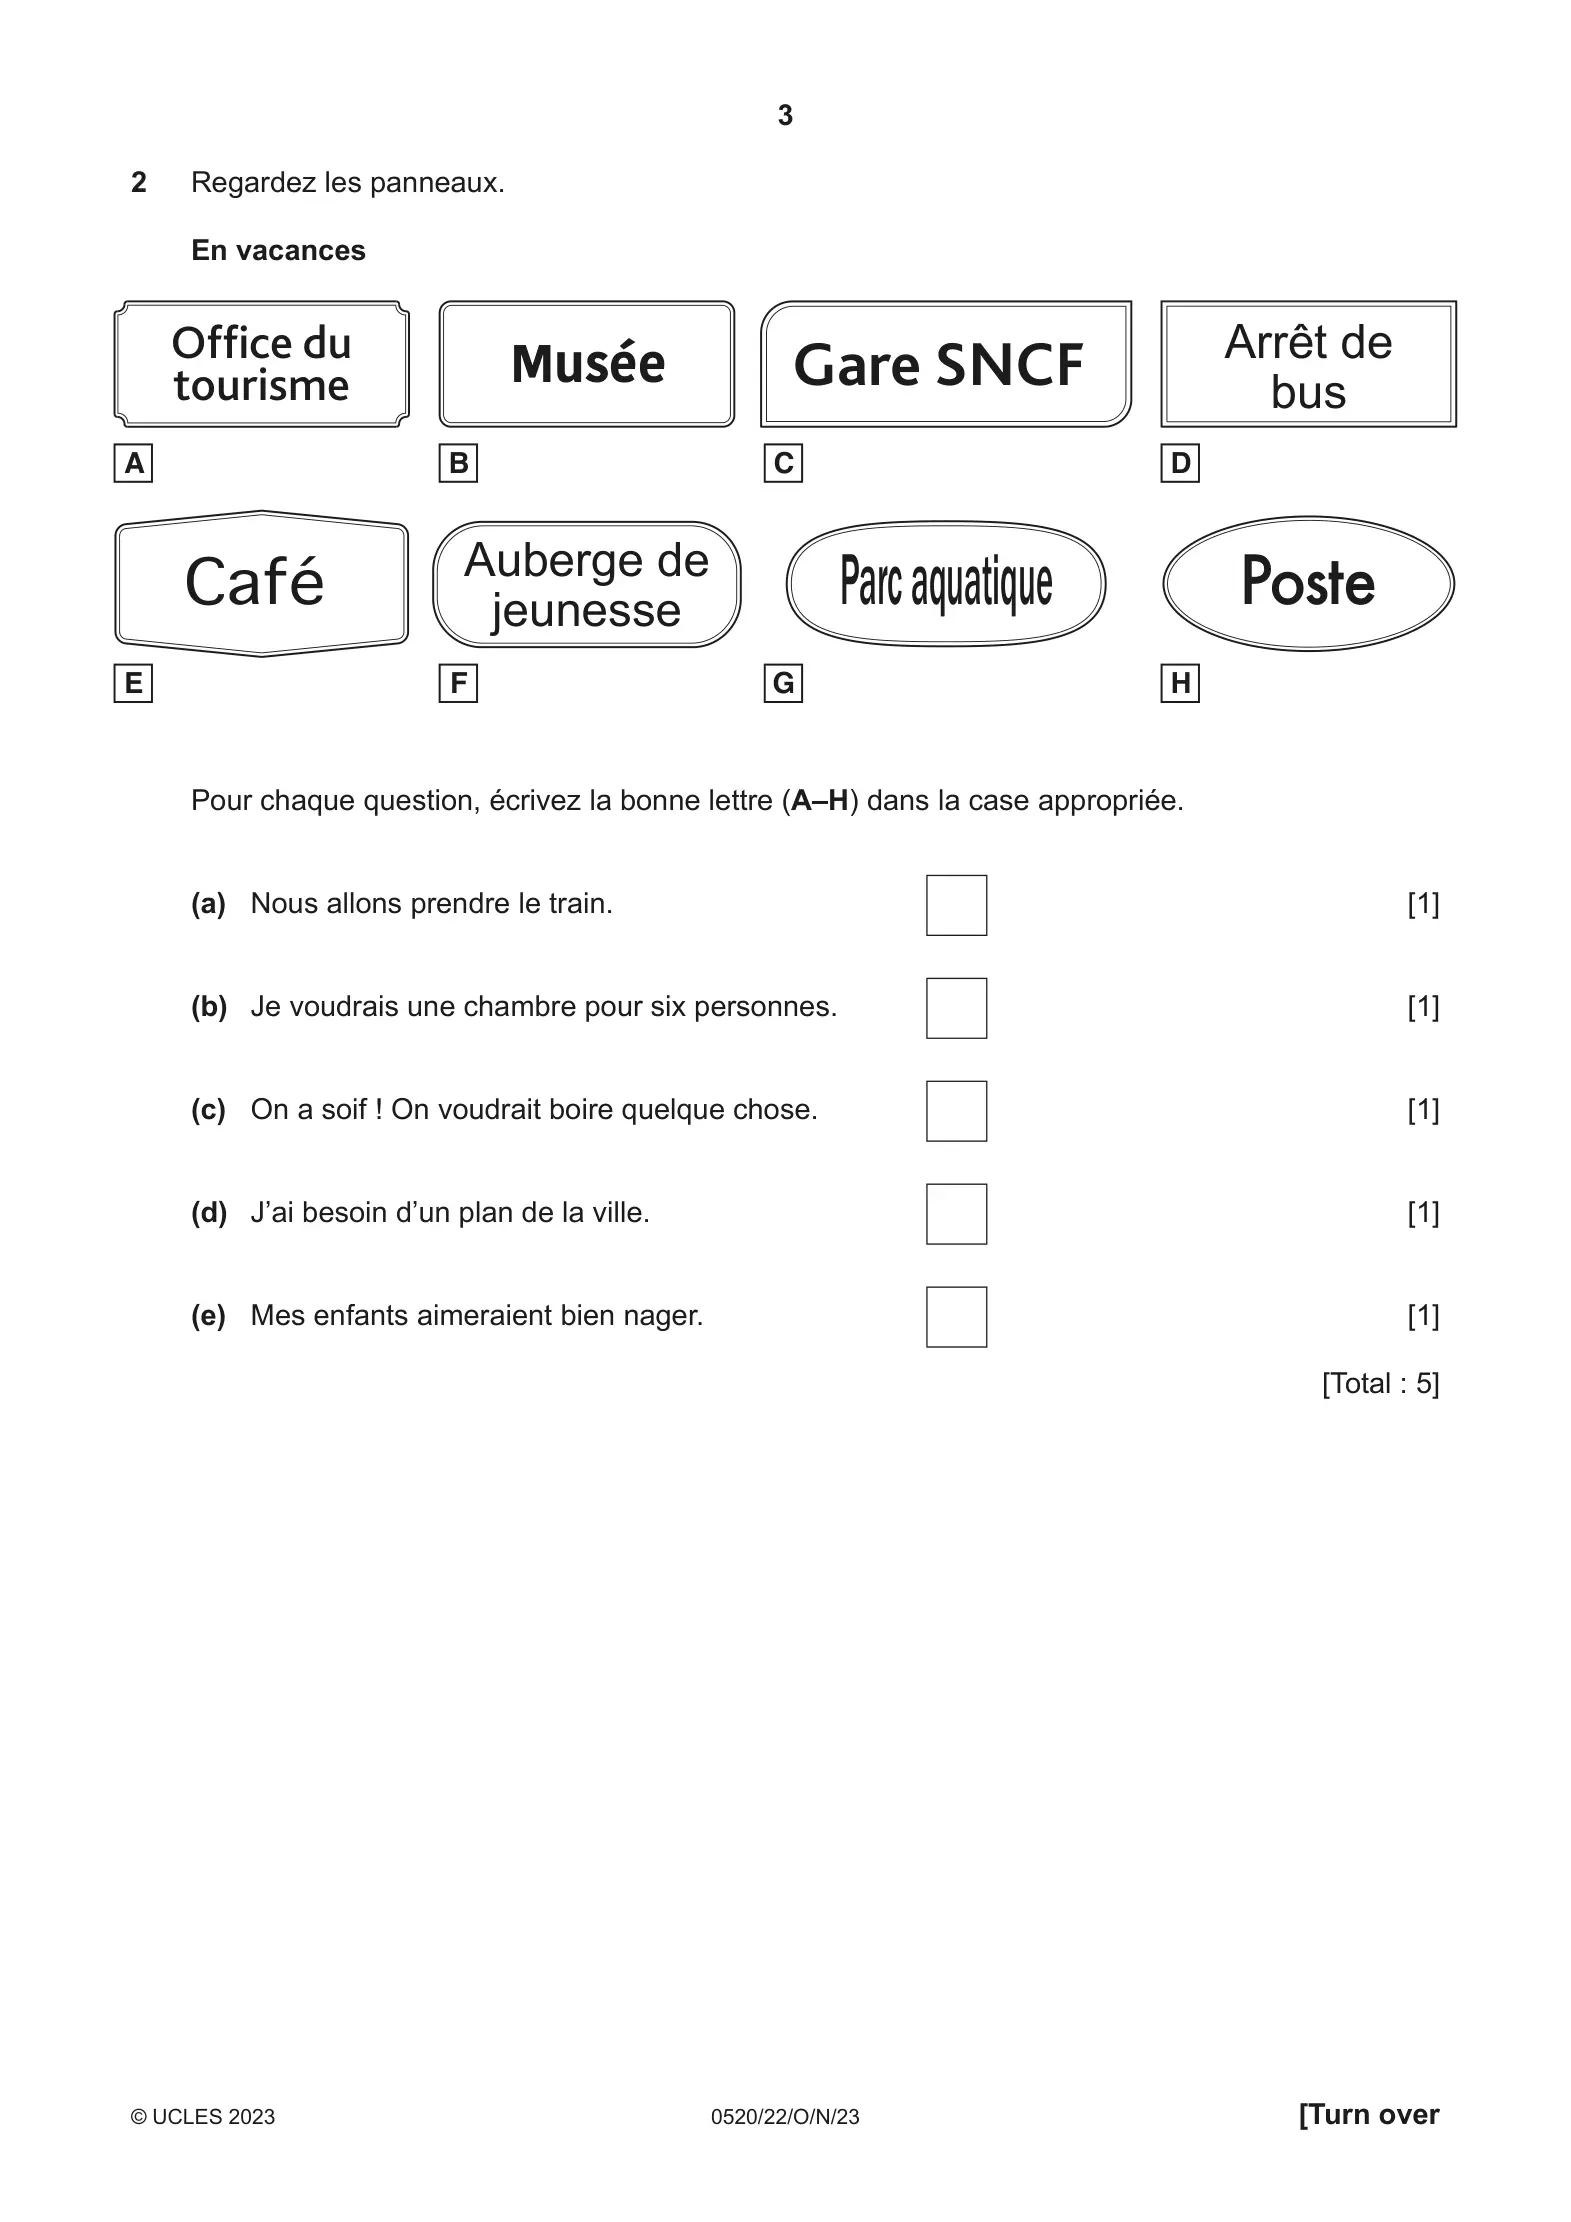 3
2 Regardez les panneaux.
En vacances
Office du
tourisme
Musée
Gare SNCF
Arrêt de
bus
A
B
C
D
Café
Auberge de
jeunesse
Parc aquatique
Poste
E
F
G
H
Pour chaque question, écrivez la bonne lettre (A–H) dans la case appropriée.
(a) Nous allons prendre le train. [1]
(b) Je voudrais une chambre pour six personnes. [1]
(c) On a soif ! On voudrait boire quelque chose. [1]
(d) J’ai besoin d’un plan de la ville. [1]
(e) Mes enfants aimeraient bien nager. [1]
[Total : 5]
© UCLES 2023 0520/22/O/N/23 [Turn over